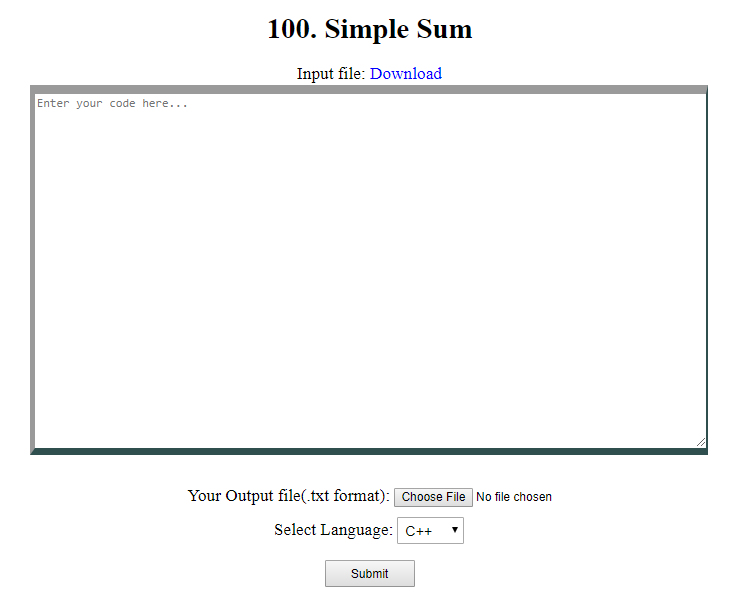 100. Simple Sum
Input file: Download
Enter your code here...
Your Output file(.txt format): Choose File No file chosen
Select Language: C++
Submit